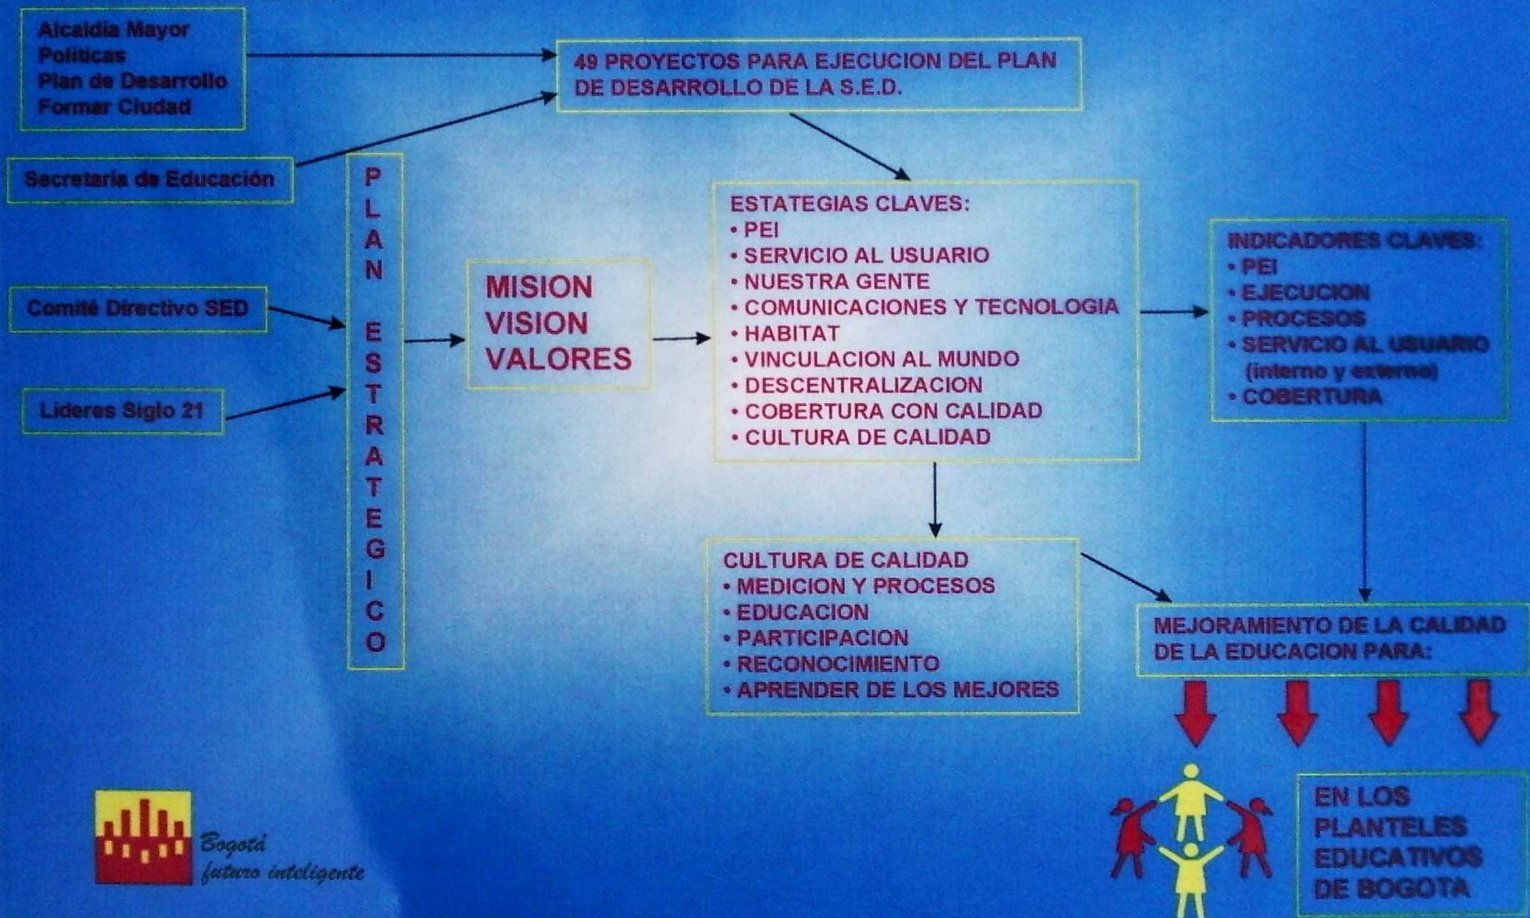 Alcaldía Mayor
Políticas
Plan de Desarrollo
Formar Ciudad
Secretaría de Educación
Comité Directivo SED
Lideres Siglo 21
PLAN ESTRATEGICO
49 PROYECTOS PARA EJECUCION DEL PLAN
DE DESARROLLO DE LA S.E.D.
MISION
VISION
VALORES
ESTATEGIAS CLAVES:
• PEI
• SERVICIO AL USUARIO
• NUESTRA GENTE
• COMUNICACIONES Y TECNOLOGIA
• HABITAT
• VINCULACION AL MUNDO
• DESCENTRALIZACION
• COBERTURA CON CALIDAD
• CULTURA DE CALIDAD
INDICADORES CLAVES:
• PEI
• EJECUCION
• PROCESOS
• SERVICIO AL USUARIO
(interno y externo)
• COBERTURA
CULTURA DE CALIDAD
• MEDICION Y PROCESOS
• EDUCACION
• PARTICIPACION
• RECONOCIMIENTO
• APRENDER DE LOS MEJORES
MEJORAMIENTO DE LA CALIDAD
DE LA EDUCACION PARA:
EN LOS
PLANTELES
EDUCATIVOS
DE BOGOTA
Bogotá
futuro inteligente